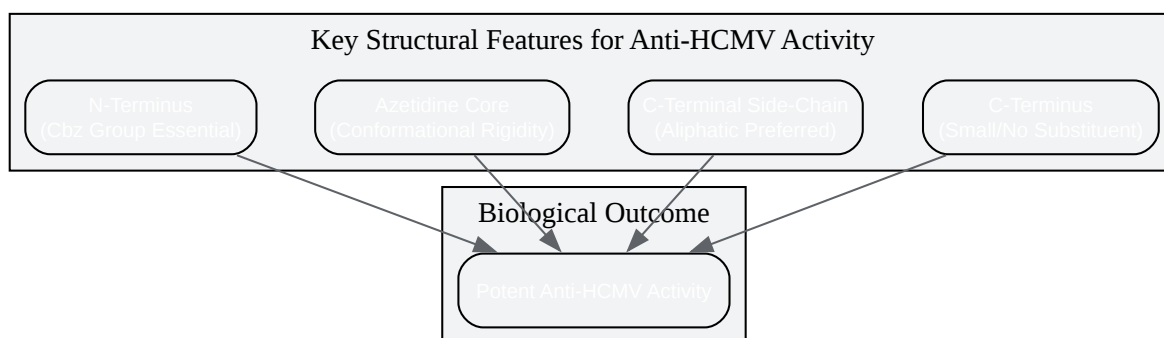 Key Structural Features for Anti-HCMV Activity
N-Terminus
(Cbz Group Essential)
Azetidine Core
(Conformational Rigidity)
C-Terminal Side-Chain
(Aliphatic Preferred)
C-Terminus
(Small/No Substituent)
Biological Outcome
Potent Anti-HCMV Activity